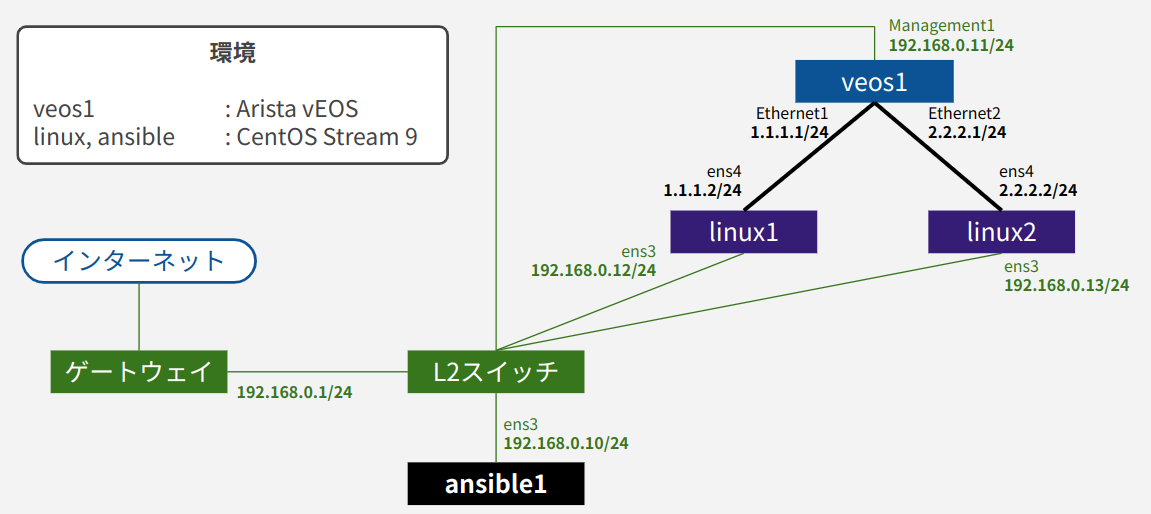 環境
veos1 : Arista vEOS
linux, ansible : CentOS Stream 9
Management1
192.168.0.11/24
veos1
Ethernet1
1.1.1.1/24
Ethernet2
2.2.2.1/24
ens4
1.1.1.2/24
ens4
2.2.2.2/24
linux1
linux2
ens3
192.168.0.12/24
ens3
192.168.0.13/24
インターネット
ゲートウェイ
192.168.0.1/24
L2スイッチ
ens3
192.168.0.10/24
ansible1